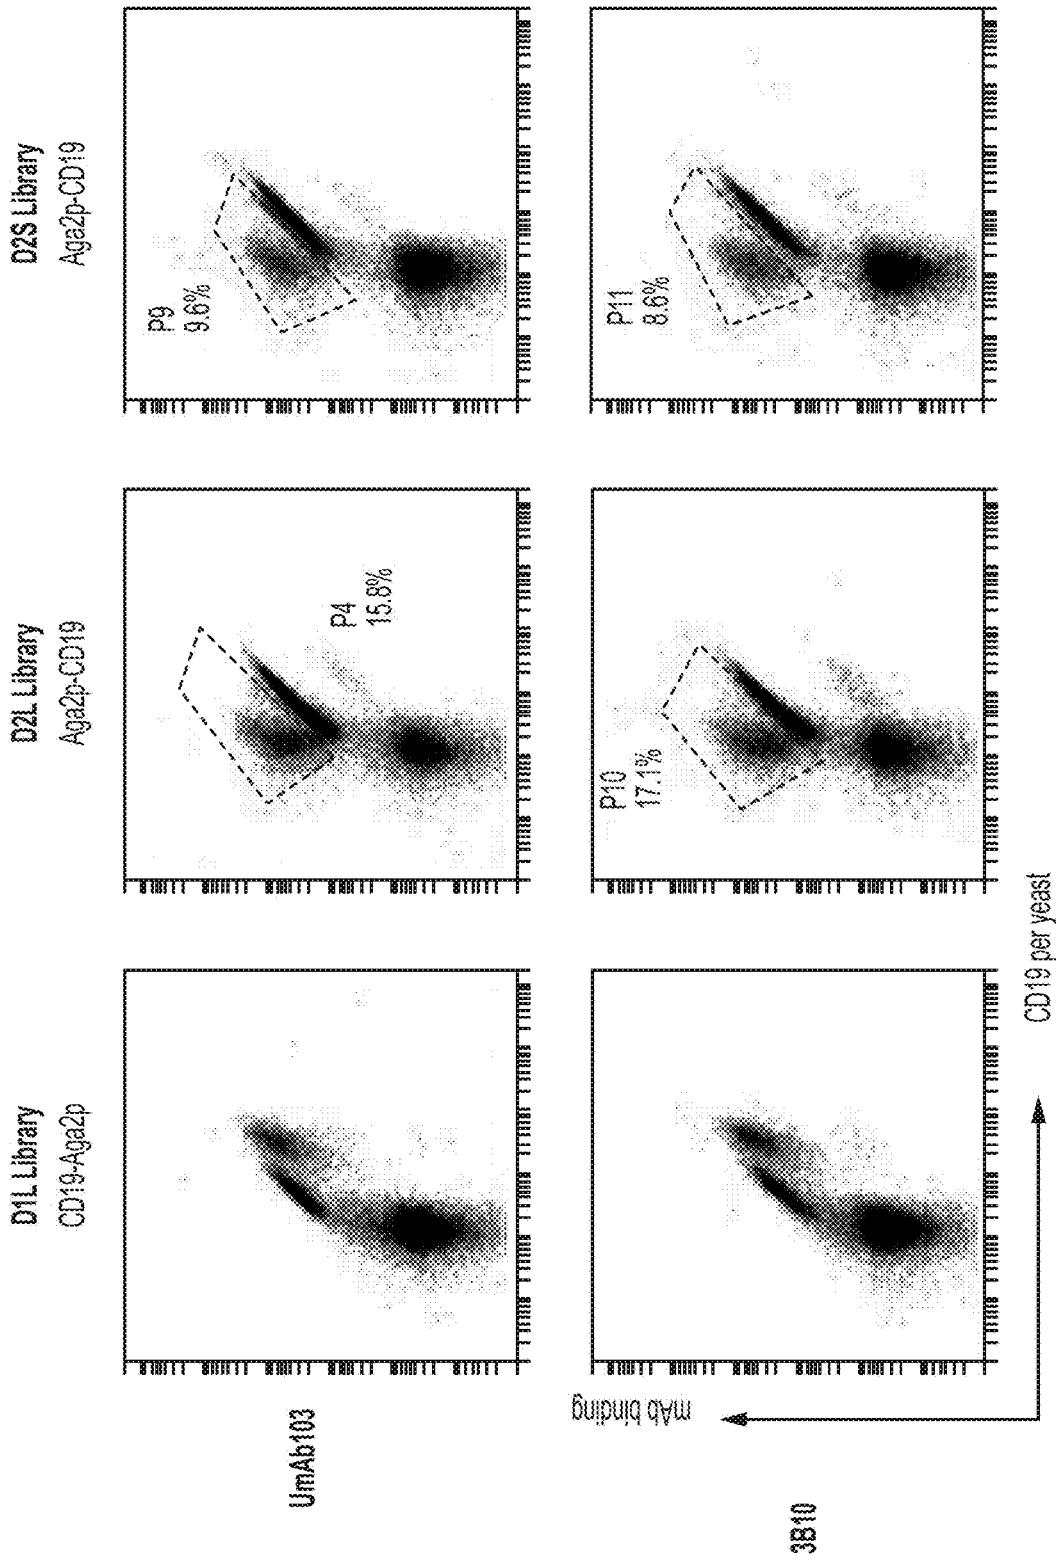 D1L Library
CD19-Aga2p
D2L Library
Aga2p-CD19
D2S Library
Aga2p-CD19
UmAb103
P4
15.8%
P9
9.6%
3B10
mAb binding
P10
17.1%
P11
8.6%
CD19 per yeast